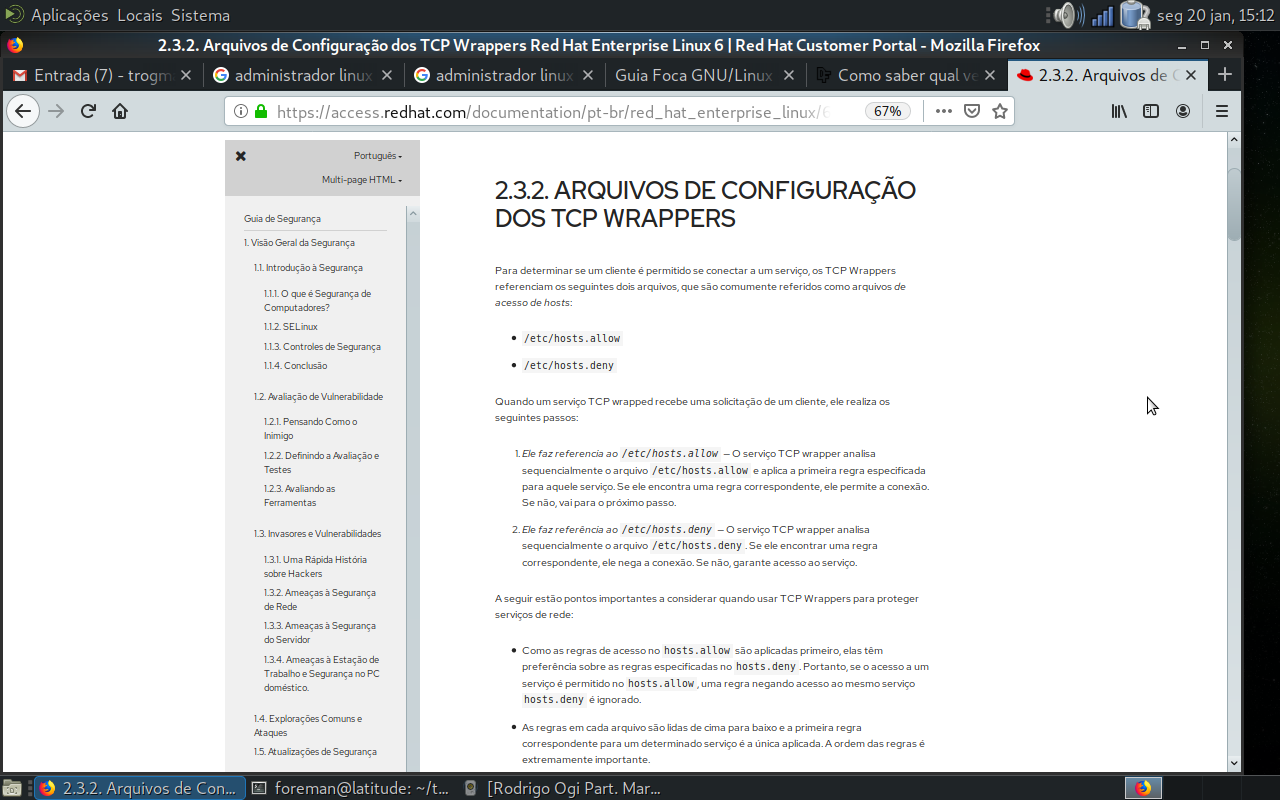 Aplicações Locais Sistema
seg 20 jan, 15:12
2.3.2. Arquivos de Configuração dos TCP Wrappers Red Hat Enterprise Linux 6 | Red Hat Customer Portal - Mozilla Firefox
Entrada (7) - trogm
administrador linux
administrador linux
Guia Foca GNU/Linux
Como saber qual ve
2.3.2. Arquivos de C
https://access.redhat.com/documentation/pt-br/red_hat_enterprise_linux/6
67%
Português
Multi-page HTML
Guia de Segurança
1. Visão Geral da Segurança
1.1. Introdução à Segurança
1.1.1. O que é Segurança de
Computadores?
1.1.2. SELinux
1.1.3. Controles de Segurança
1.1.4. Conclusão
1.2. Avaliação de Vulnerabilidade
1.2.1. Pensando Como o
Inimigo
1.2.2. Definindo a Avaliação e
Testes
1.2.3. Avaliando as
Ferramentas
1.3. Invasores e Vulnerabilidades
1.3.1. Uma Rápida História
sobre Hackers
1.3.2. Ameaças à Segurança
de Rede
1.3.3. Ameaças à Segurança
do Servidor
1.3.4. Ameaças à Estação de
Trabalho e Segurança no PC
doméstico.
1.4. Explorações Comuns e
Ataques
1.5. Atualizações de Segurança
2.3.2. ARQUIVOS DE CONFIGURAÇÃO
DOS TCP WRAPPERS
Para determinar se um cliente é permitido se conectar a um serviço, os TCP Wrappers
referenciam os seguintes dois arquivos, que são comumente referidos como arquivos de
acesso de hosts:
• /etc/hosts.allow
• /etc/hosts.deny
Quando um serviço TCP wrapped recebe uma solicitação de um cliente, ele realiza os
seguintes passos:
1. Ele faz referencia ao /etc/hosts.allow — O serviço TCP wrapper analisa
sequencialmente o arquivo /etc/hosts.allow e aplica a primeira regra especificada
para aquele serviço. Se ele encontra uma regra correspondente, ele permite a conexão.
Se não, vai para o próximo passo.
2. Ele faz referência ao /etc/hosts.deny — O serviço TCP wrapper analisa
sequencialmente o arquivo /etc/hosts.deny. Se ele encontrar uma regra
correspondente, ele nega a conexão. Se não, garante acesso ao serviço.
A seguir estão pontos importantes a considerar quando usar TCP Wrappers para proteger
serviços de rede:
• Como as regras de acesso no hosts.allow são aplicadas primeiro, elas têm
preferência sobre as regras especificadas no hosts.deny. Portanto, se o acesso a um
serviço é permitido no hosts.allow, uma regra negando acesso ao mesmo serviço
hosts.deny é ignorado.
• As regras em cada arquivo são lidas de cima para baixo e a primeira regra
correspondente para um determinado serviço é a única aplicada. A ordem das regras é
extremamente importante.
2.3.2. Arquivos de Con...
foreman@latitude: ~/t...
[Rodrigo Ogi Part. Mar...